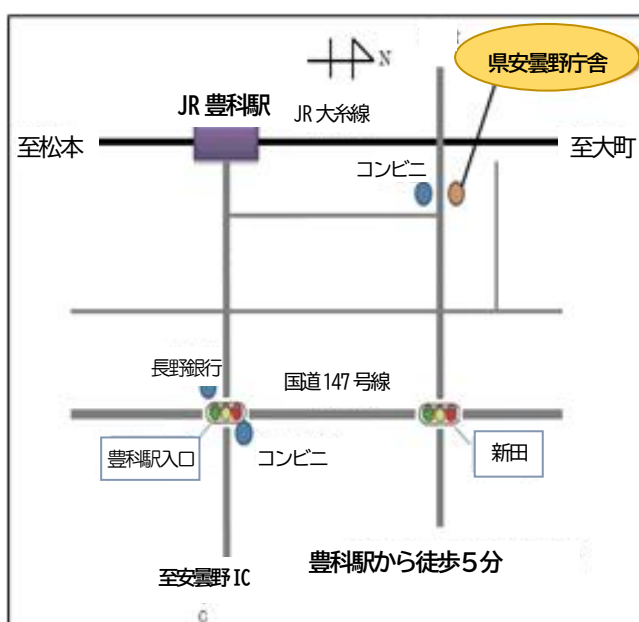 N
県安曇野庁舎
JR 豊科駅
JR 大糸線
至松本
至大町
コンビニ
長野銀行
国道147号線
豊科駅入口
コンビニ
新田
豊科駅から徒歩5分
至安曇野 IC